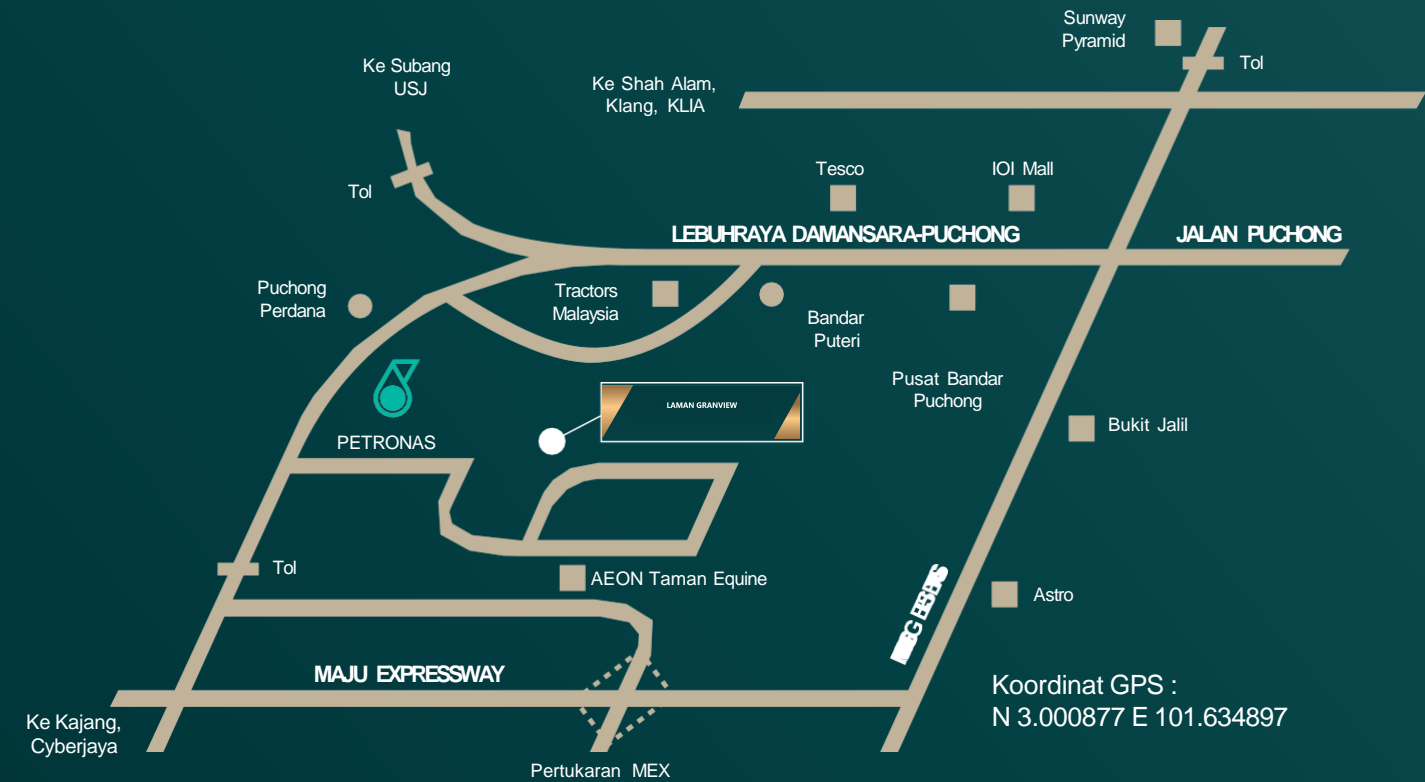 Sunway
Pyramid
Tol
Ke Subang
USJ
Ke Shah Alam,
Klang, KLIA
Tol
Tesco
IOI Mall
LEBUHRAYA DAMANSARA-PUCHONG
JALAN PUCHONG
Puchong
Perdana
Tractors
Malaysia
Bandar
Puteri
Pusat Bandar
Puchong
LAMAN GRANVIEW
Bukit Jalil
PETRONAS
Tol
AEON Taman Equine
Astro
MAJU EXPRESSWAY
Koordinat GPS :
N 3.000877 E 101.634897
Ke Kajang,
Cyberjaya
Pertukaran MEX